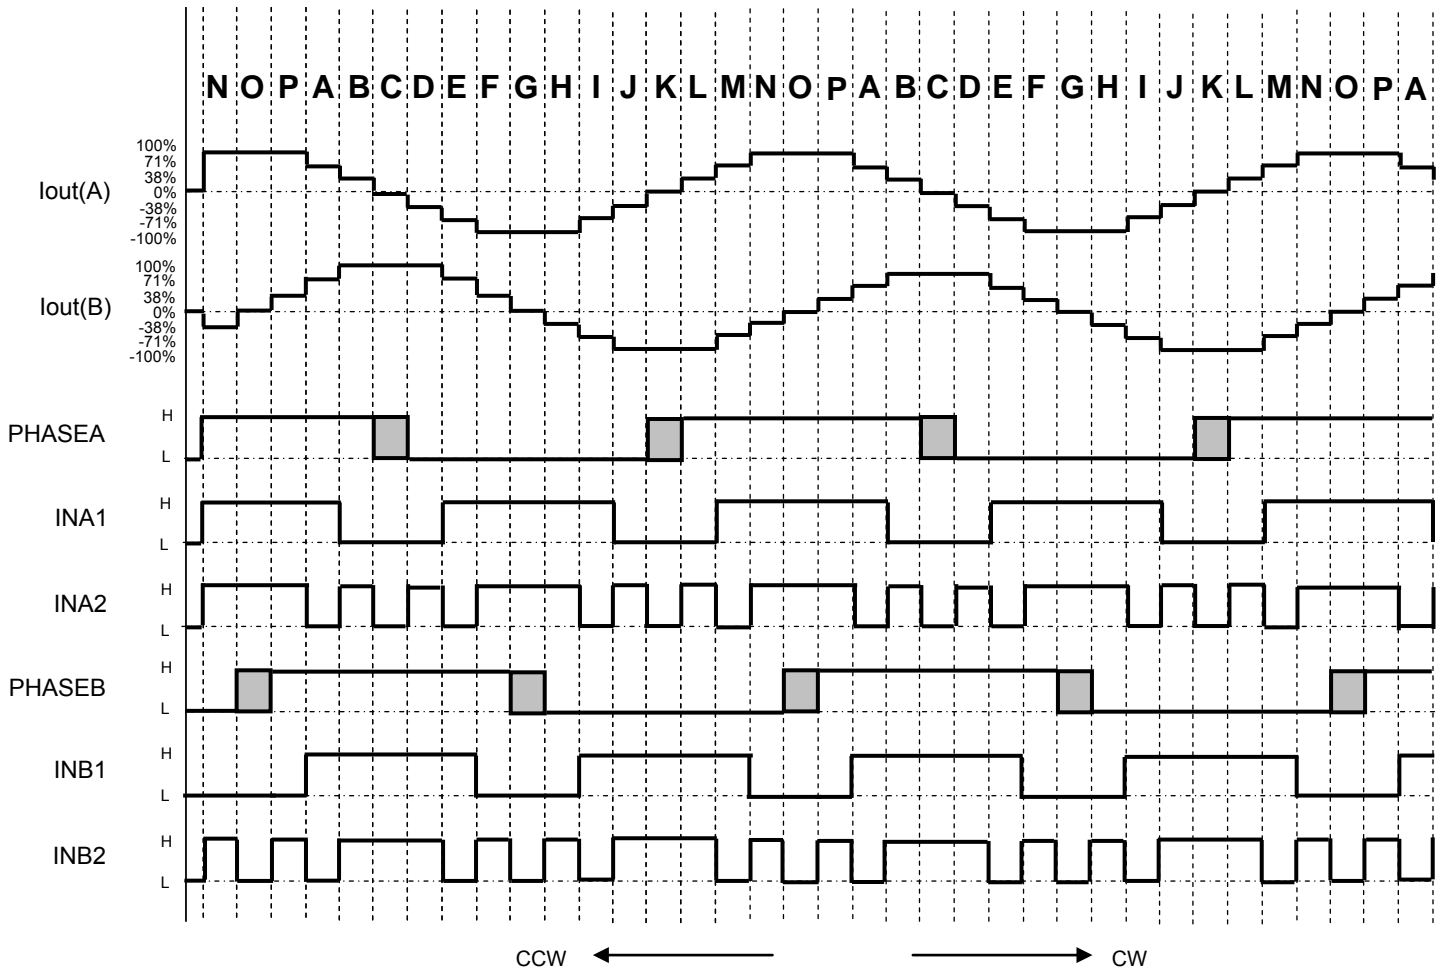 N O P A B C D E F G H I J K L M N O P A B C D E F G H I J K L M N O P A
Iout(A)
100%
71%
38%
0%
-38%
-71%
-100%
Iout(B)
100%
71%
38%
0%
-38%
-71%
-100%
PHASEA
H
L
INA1
H
L
INA2
H
L
PHASEB
H
L
INB1
H
L
INB2
H
L
CCW
CW